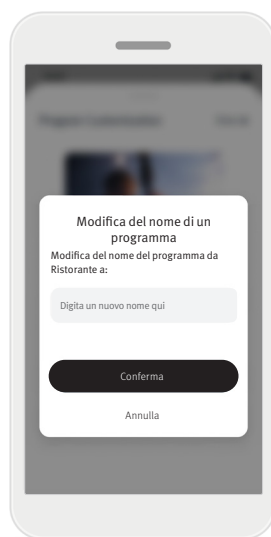 Modifica del nome di un
programma
Modifica del nome del programma da
Ristorante a:
Digita un nuovo nome qui
Conferma
Annulla